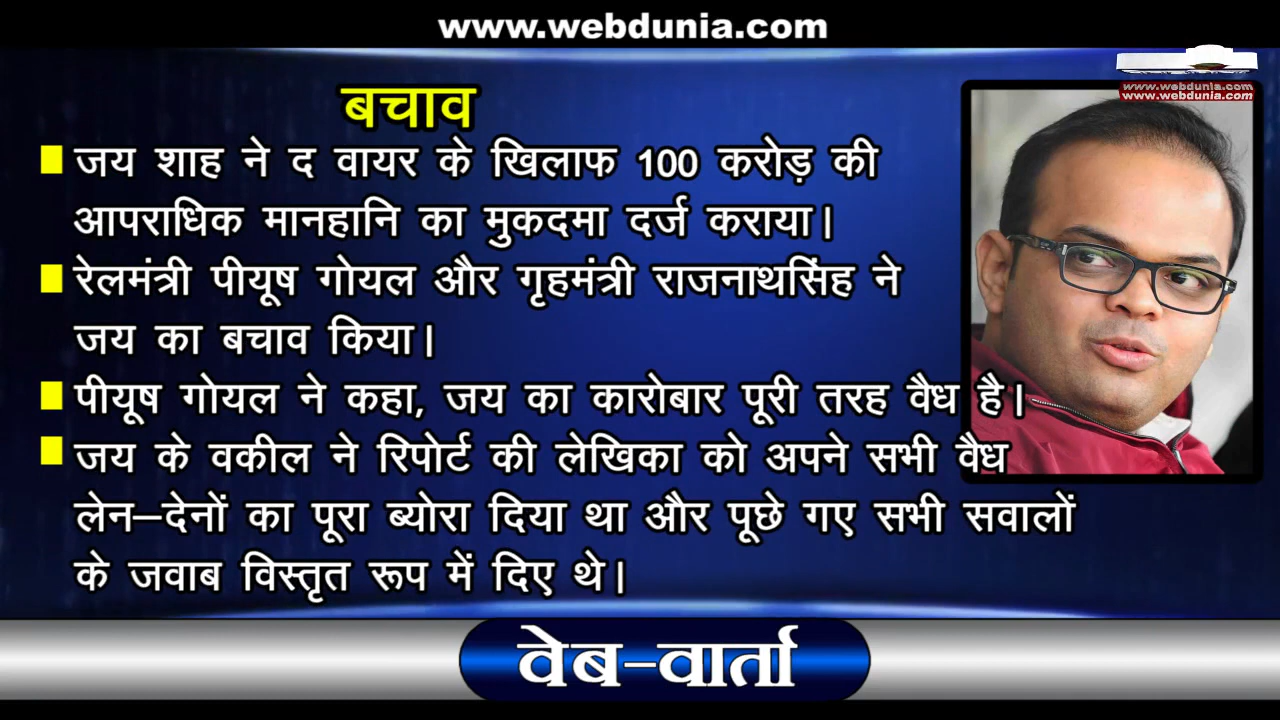 www.webdunia.com
www.webdunia.com
www.webdunia.com
बचाव
जय शाह ने द वायर के खिलाफ 100 करोड़ की
आपराधिक मानहानि का मुकदमा दर्ज कराया।
रेलमंत्री पीयूष गोयल और गृहमंत्री राजनाथसिंह ने
जय का बचाव किया।
पीयूष गोयल ने कहा, जय का कारोबार पूरी तरह वैध है।
जय के वकील ने रिपोर्ट की लेखिका को अपने सभी वैध
लेन–देनों का पूरा ब्योरा दिया था और पूछे गए सभी सवालों
के जवाब विस्तृत रूप में दिए थे।
वेब-वार्ता